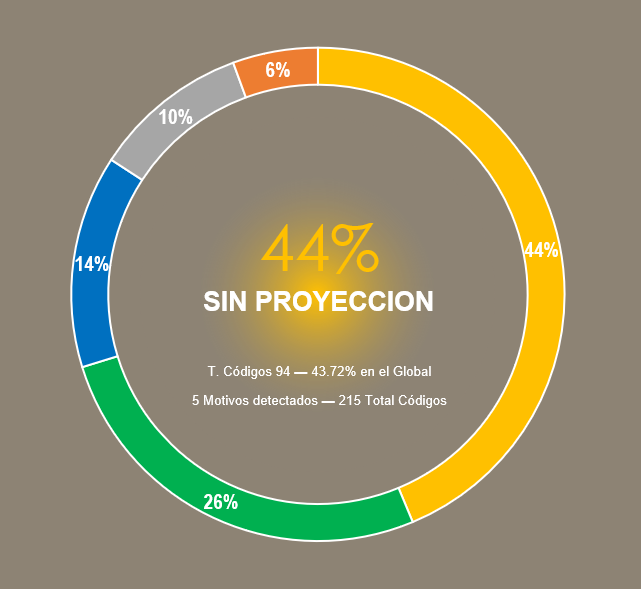 6%
10%
44%
44%
14%
SIN PROYECCION
T. Códigos 94 — 43.72% en el Global
5 Motivos detectados — 215 Total Códigos
26%